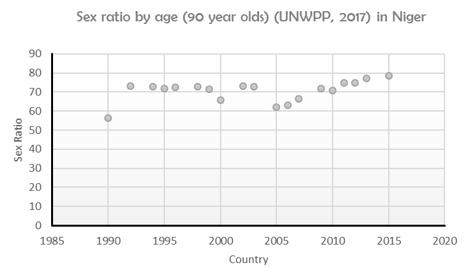 Sex ratio by age (90 year olds) (UNWPP, 2017) in Niger
90
80
70
60
50
40
30
20
10
0
Sex Ratio
1985 1990 1995 2000 2005 2010 2015 2020
Country